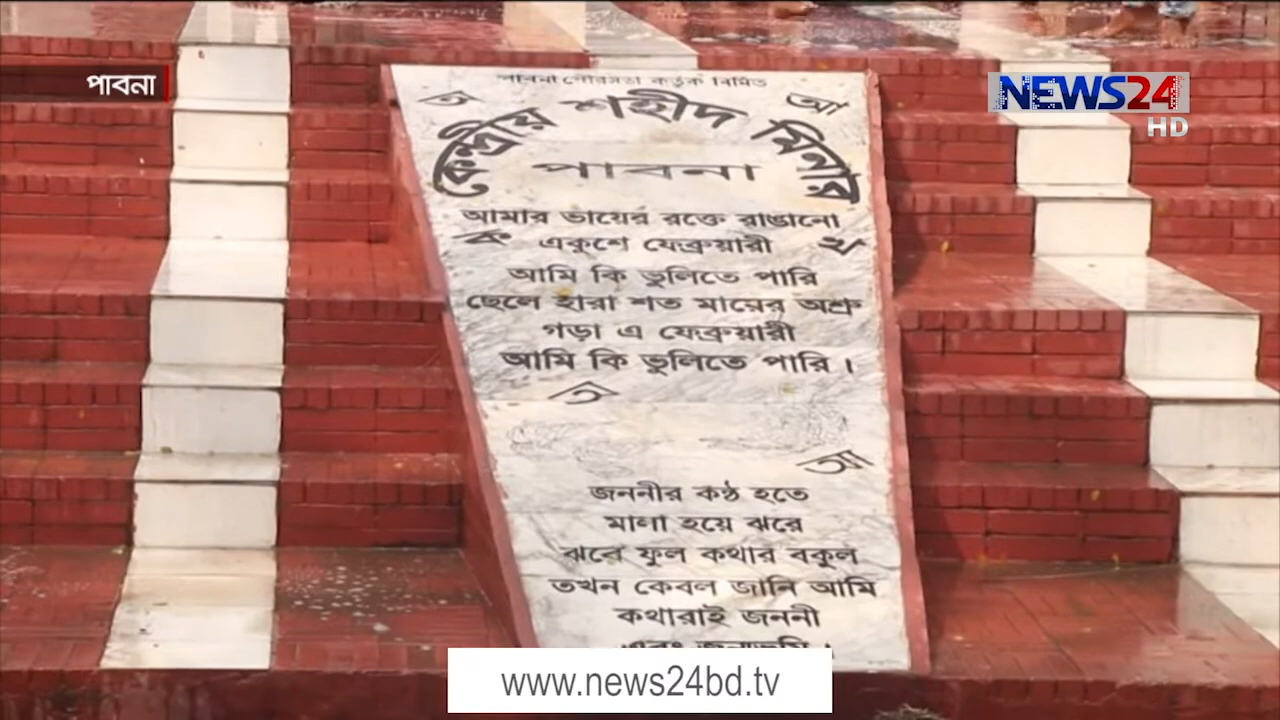 পাবনা
NEWS24
HD
পাবনা পৌরসভা কর্তৃক নির্মিত
ত আ
কেন্দ্রীয় শহীদ মিনার
পাবনা
আমার ভায়ের রক্তে রাঙানো
ক একুশে ফেব্রুয়ারী খ
আমি কি ভুলিতে পারি
ছেলে হারা শত মায়ের অশ্রু
গড়া এ ফেব্রুয়ারী
আমি কি ভুলিতে পারি ।
আ
জননীর কণ্ঠ হতে
মালা হয়ে ঝরে
ঝরে ফুল কথার বকুল
তখন কেবল জানি আমি
কথারাই জননী
www.news24bd.tv